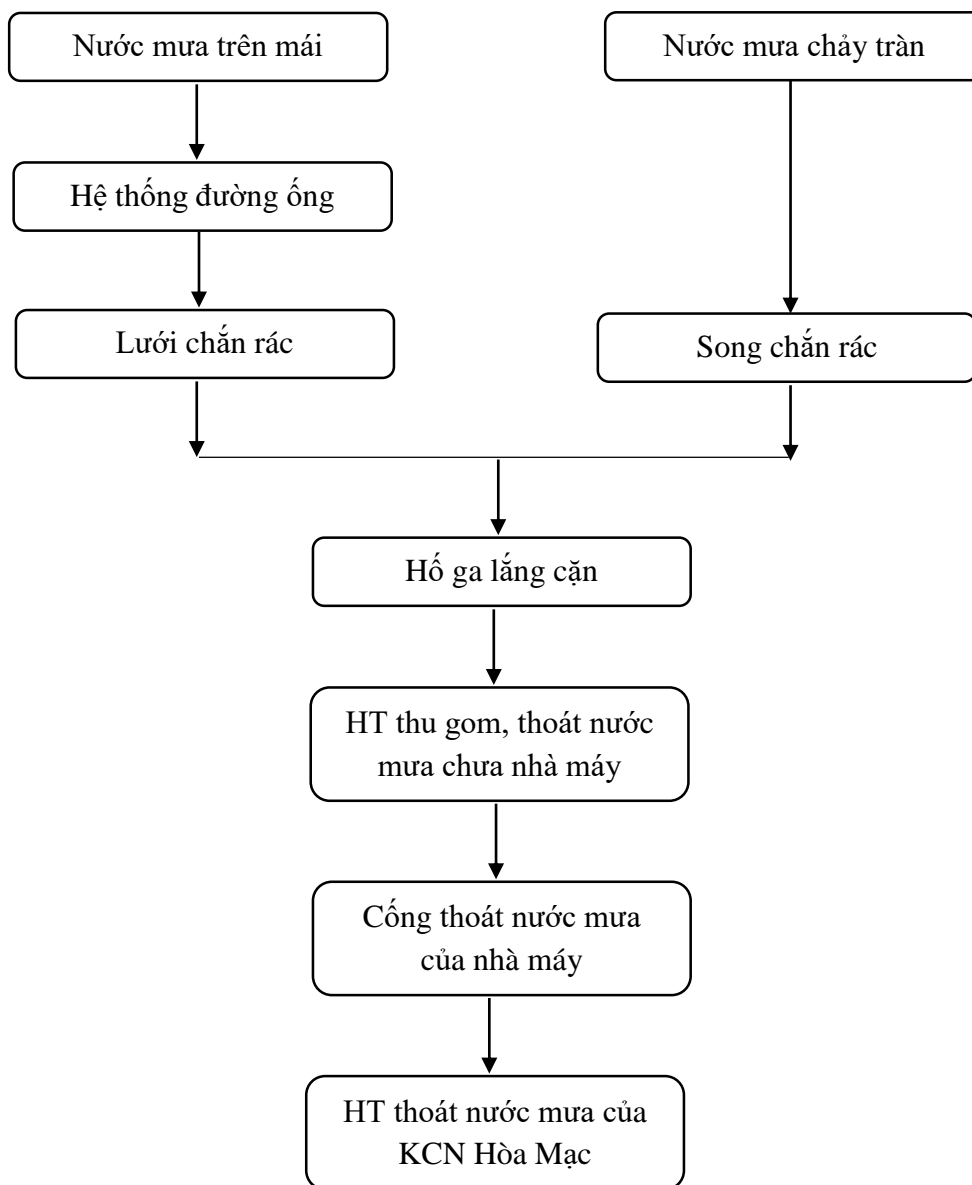 Nước mưa trên mái
Nước mưa chảy tràn
Hệ thống đường ống
Lưới chắn rác
Song chắn rác
Hố ga lắng cặn
HT thu gom, thoát nước
mưa chưa nhà máy
Cống thoát nước mưa
của nhà máy
HT thoát nước mưa của
KCN Hòa Mạc